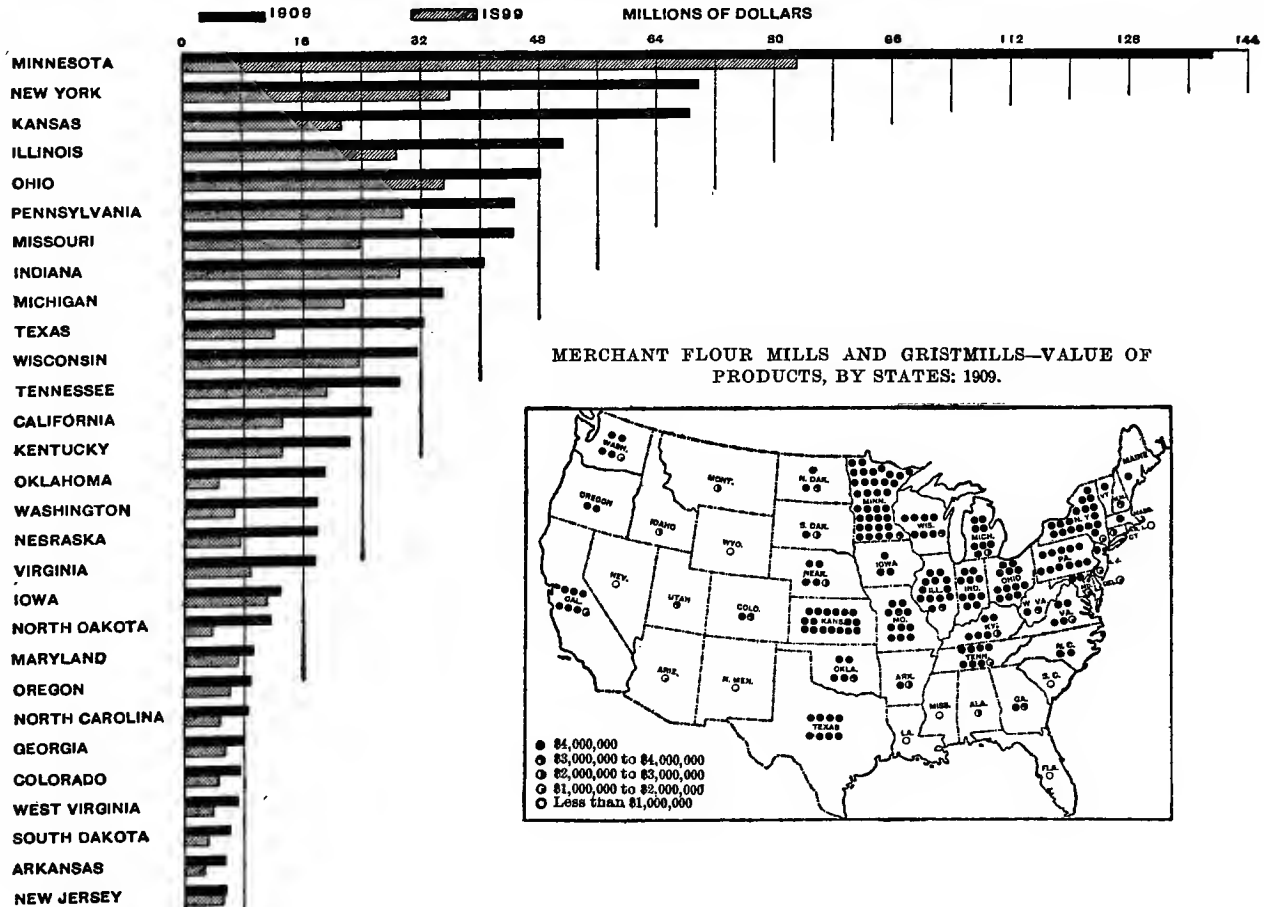 1909
1899
MILLIONS OF DOLLARS
0 16 32 48 64 80 66 112 128 144
MINNESOTA
NEW YORK
KANSAS
ILLINOIS
OHIO
PENNSYLVANIA
MISSOURI
INDIANA
MICHIGAN
TEXAS
WISCONSIN
TENNESSEE
CALIFORNIA
KENTUCKY
OKLAHOMA
WASHINGTON
NEBRASKA
VIRGINIA
IOWA
NORTH DAKOTA
MARYLAND
OREGON
NORTH CAROLINA
GEORGIA
COLORADO
WEST VIRGINIA
SOUTH DAKOTA
ARKANSAS
NEW JERSEY
MERCHANT FLOUR MILLS AND GRISTMILLS—VALUE OF
PRODUCTS, BY STATES: 1909.
WASH.
MONT.
N. DAK.
MINN.
MAINE
VT
N.H.
MASS.
OREGON
IDAHO
S. DAK.
WIS.
MICH.
N.Y.
R.I.
CT
WYO.
IOWA
PA.
N.J.
NEV.
NEBR.
ILL.
IND.
OHIO
DEL.
MD.
CAL.
UTAH
COLO.
KANS.
MO.
W VA.
VA.
KY.
TENN.
N.C.
ARIZ.
N. MEX.
OKLA.
ARK.
S. C.
TEXAS
MISS.
ALA.
GA.
LA.
FLA.
$4,000,000
$3,000,000 to $4,000,000
$2,000,000 to $3,000,000
$1,000,000 to $2,000,000
Less than $1,000,000